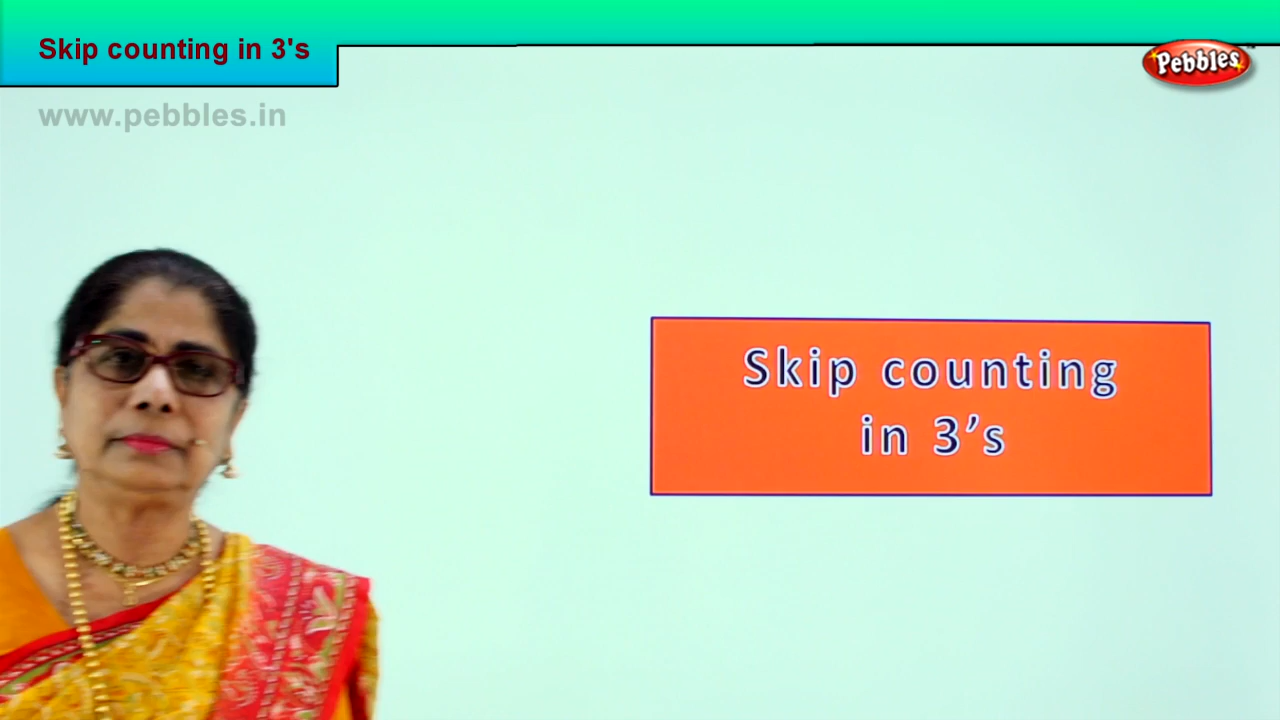 Skip counting in 3's
Pebbles
www.pebbles.in
Skip counting
in 3’s